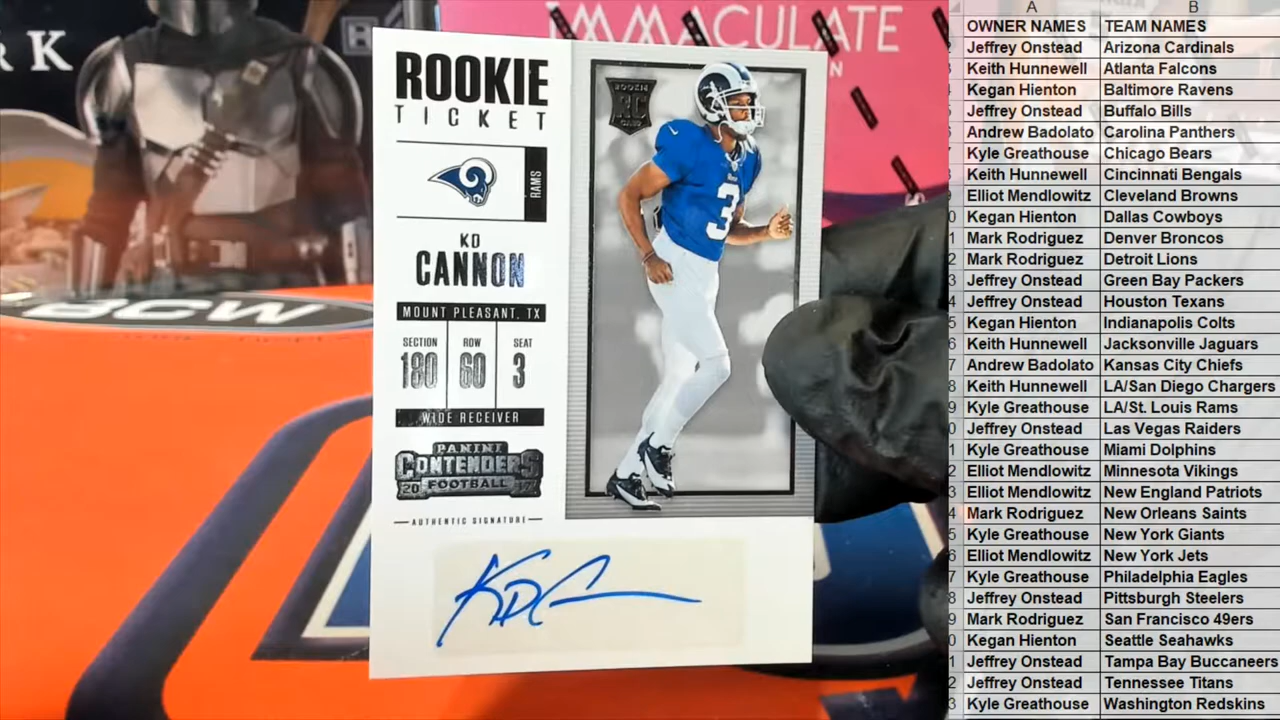 RK
IMMACULATE
BCW
ROOKIE
TICKET
ROOKIE
RC
CARD
RAMS
KD
CANNON
MOUNT PLEASANT, TX
SECTION ROW SEAT
180 60 3
WIDE RECEIVER
PANINI
CONTENDERS
2017 FOOTBALL
AUTHENTIC SIGNATURE
KDC
3
A B
OWNER NAMES TEAM NAMES
Jeffrey Onstead Arizona Cardinals
Keith Hunnewell Atlanta Falcons
Kegan Hienton Baltimore Ravens
Jeffrey Onstead Buffalo Bills
Andrew Badolato Carolina Panthers
Kyle Greathouse Chicago Bears
Keith Hunnewell Cincinnati Bengals
Elliot Mendlowitz Cleveland Browns
Kegan Hienton Dallas Cowboys
Mark Rodriguez Denver Broncos
Mark Rodriguez Detroit Lions
Jeffrey Onstead Green Bay Packers
Jeffrey Onstead Houston Texans
Kegan Hienton Indianapolis Colts
Keith Hunnewell Jacksonville Jaguars
Andrew Badolato Kansas City Chiefs
Keith Hunnewell LA/San Diego Chargers
Kyle Greathouse LA/St. Louis Rams
Jeffrey Onstead Las Vegas Raiders
Kyle Greathouse Miami Dolphins
Elliot Mendlowitz Minnesota Vikings
Elliot Mendlowitz New England Patriots
Mark Rodriguez New Orleans Saints
Kyle Greathouse New York Giants
Elliot Mendlowitz New York Jets
Kyle Greathouse Philadelphia Eagles
Jeffrey Onstead Pittsburgh Steelers
Mark Rodriguez San Francisco 49ers
Kegan Hienton Seattle Seahawks
Jeffrey Onstead Tampa Bay Buccaneers
Jeffrey Onstead Tennessee Titans
Kyle Greathouse Washington Redskins